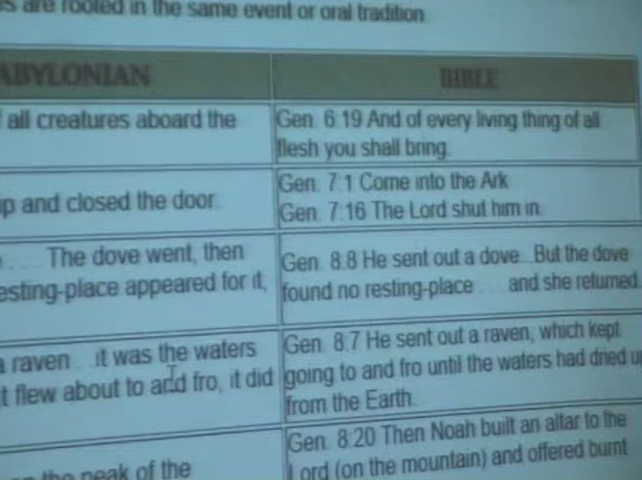 are rooted in the same event or oral tradition
ABYLONIAN
BIBLE
all creatures aboard the
Gen. 6:19 And of every living thing of all
flesh you shall bring.
p and closed the door.
Gen. 7:1 Come into the Ark
Gen. 7:16 The Lord shut him in.
... The dove went, then
esting-place appeared for it,
Gen. 8:8 He sent out a dove...But the dove
found no resting-place . . . and she returned.
a raven...it was the waters
t flew about to and fro, it did
Gen. 8:7 He sent out a raven, which kept
going to and fro until the waters had dried u
from the Earth.
the peak of the
Gen. 8:20 Then Noah built an altar to the
Lord (on the mountain) and offered burnt